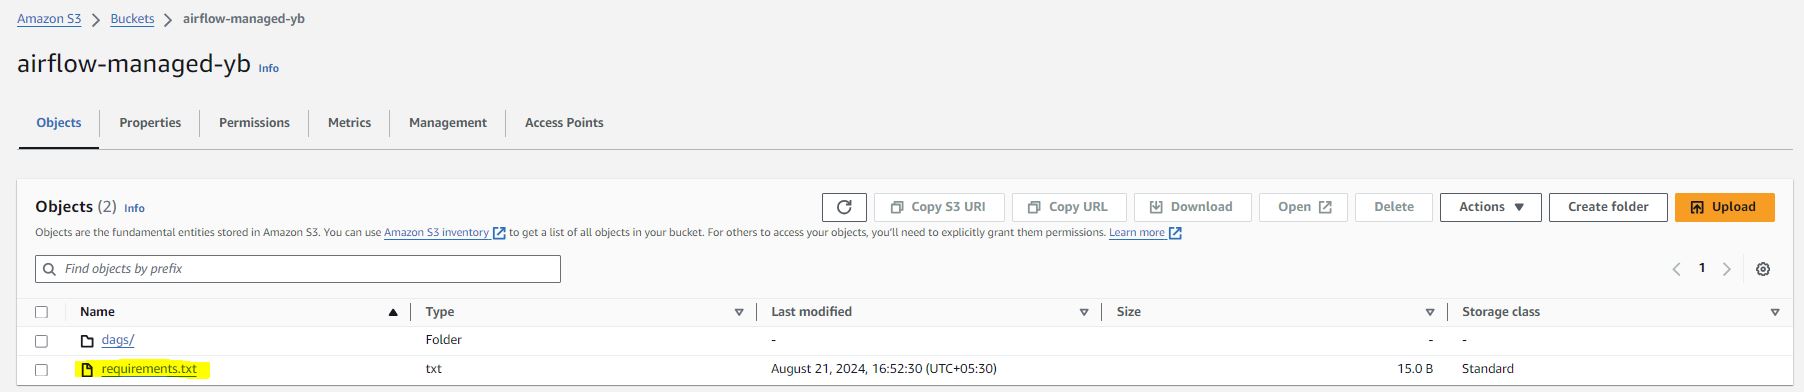 Amazon S3 > Buckets > airflow-managed-yb
airflow-managed-yb Info
Objects Properties Permissions Metrics Management Access Points
Objects (2) Info Copy S3 URI Copy URL Download Open Delete Actions Create folder Upload
Objects are the fundamental entities stored in Amazon S3. You can use Amazon S3 inventory to get a list of all objects in your bucket. For others to access your objects, you'll need to explicitly grant them permissions. Learn more
Find objects by prefix 1
Name Type Last modified Size Storage class
dags/ Folder - - -
requirements.txt txt August 21, 2024, 16:52:30 (UTC+05:30) 15.0 B Standard